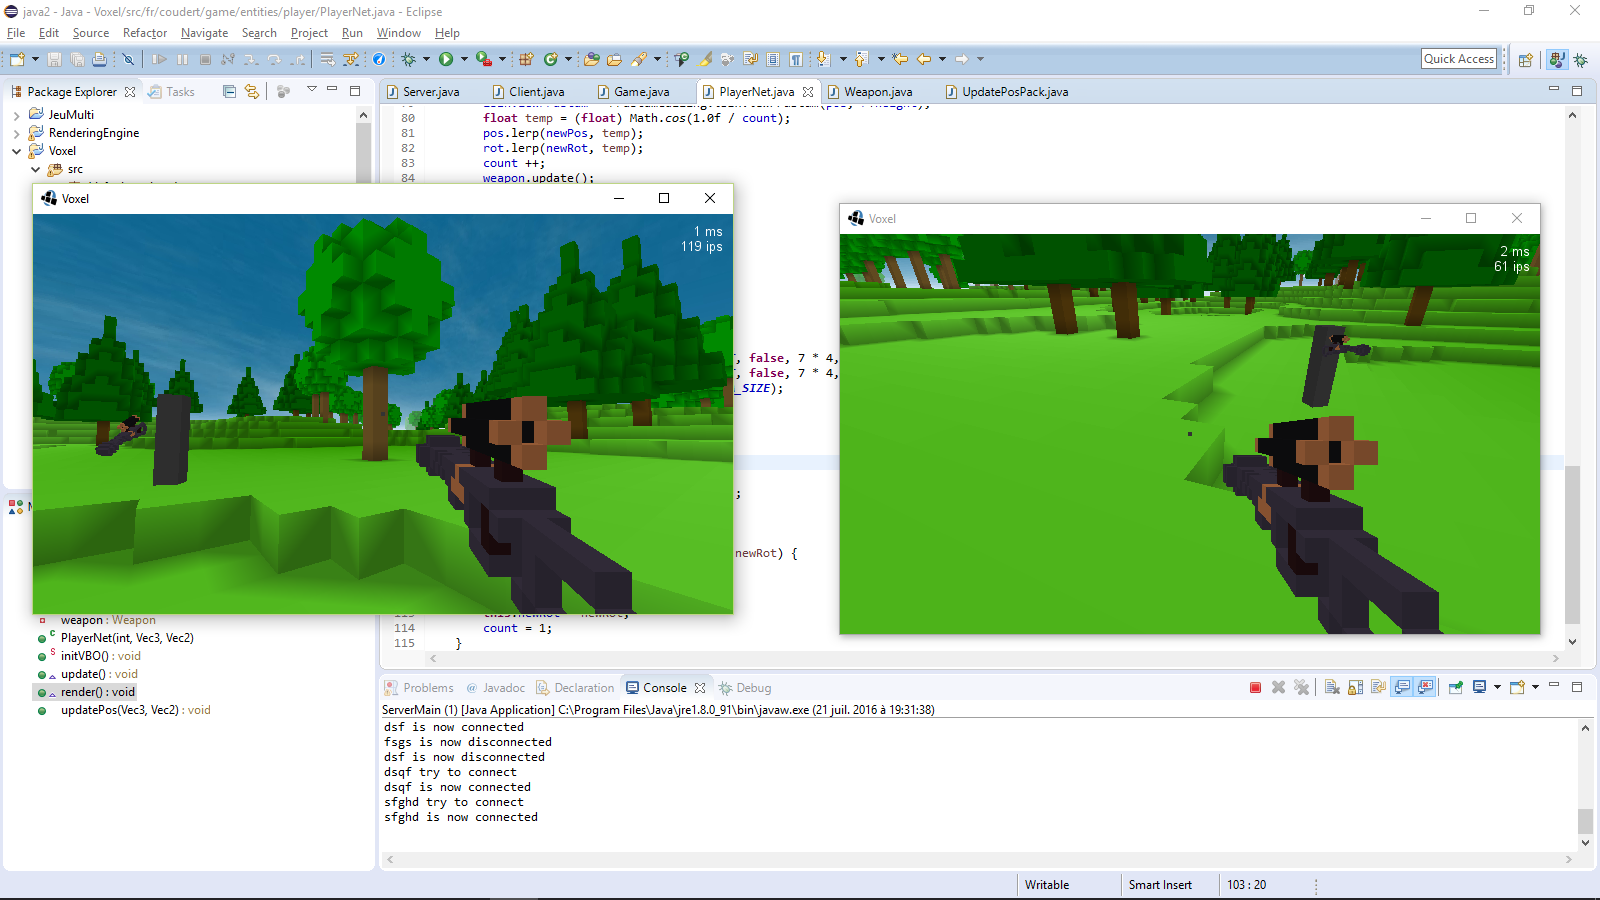 java2 - Java - Voxel/src/fr/coudert/game/entities/player/PlayerNet.java - Eclipse
File Edit Source Refactor Navigate Search Project Run Window Help
Quick Access
Package Explorer Tasks
JeuMulti
RenderingEngine
Voxel
src
Server.java Client.java Game.java PlayerNet.java Weapon.java UpdatePosPack.java
80 float temp = (float) Math.cos(1.0f / count);
81 pos.lerp(newPos, temp);
82 rot.lerp(newRot, temp);
83 count ++;
84 weapon.update();
Voxel
1 ms
119 ips
Voxel
2 ms
61 ips
, false, 7 * 4,
, false, 7 * 4,
_SIZE);
;
newRot) {
114 count = 1;
115 }
weapon : Weapon
PlayerNet(int, Vec3, Vec2)
initVBO() : void
update() : void
render() : void
updatePos(Vec3, Vec2) : void
Problems Javadoc Declaration Console Debug
ServerMain (1) [Java Application] C:\Program Files\Java\jre1.8.0_91\bin\javaw.exe (21 juil. 2016 à 19:31:38)
dsf is now connected
fsgs is now disconnected
dsf is now disconnected
dsqf try to connect
dsqf is now connected
sfghd try to connect
sfghd is now connected
Writable Smart Insert 103 : 20